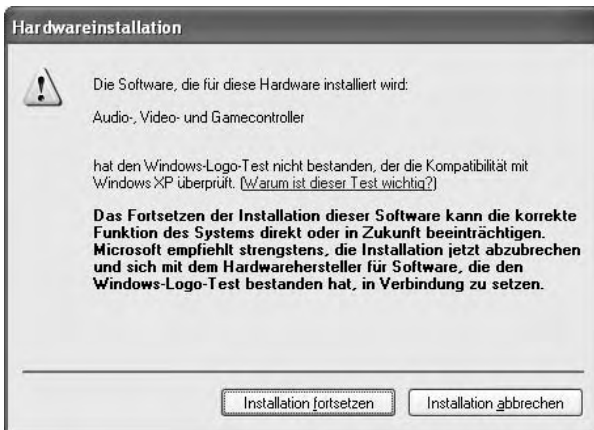 Hardwareinstallation
Die Software, die für diese Hardware installiert wird:
Audio-, Video- und Gamecontroller
hat den Windows-Logo-Test nicht bestanden, der die Kompatibilität mit
Windows XP überprüft. (Warum ist dieser Test wichtig?)
Das Fortsetzen der Installation dieser Software kann die korrekte
Funktion des Systems direkt oder in Zukunft beeinträchtigen.
Microsoft empfiehlt strengstens, die Installation jetzt abzubrechen
und sich mit dem Hardwarehersteller für Software, die den
Windows-Logo-Test bestanden hat, in Verbindung zu setzen.
Installation fortsetzen Installation abbrechen